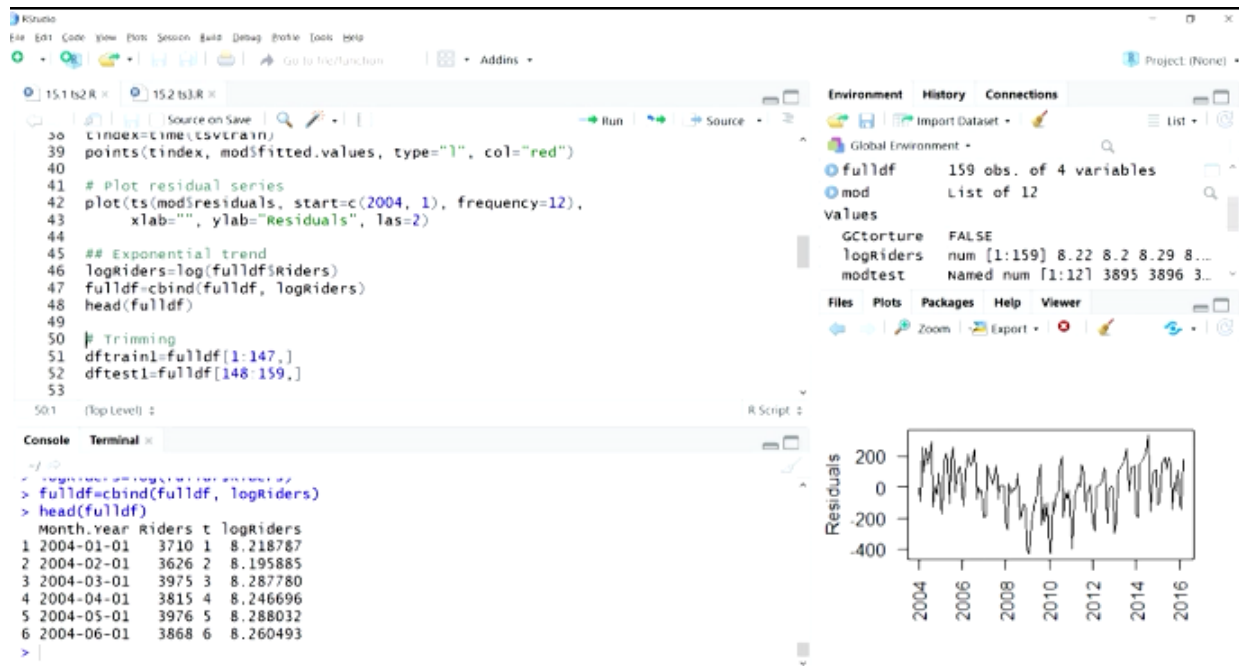 RStudio
File Edit Code View Plots Session Build Debug Profile Tools Help
Go to file/function Addins Project: (None)
15.1 ts2.R × 15.2 ts3.R ×
Source on Save Run Source
38 tindex=time(tsvtrain)
39 points(tindex, mod$fitted.values, type="l", col="red")
40
41 # Plot residual series
42 plot(ts(mod$residuals, start=c(2004, 1), frequency=12),
43 xlab="", ylab="Residuals", las=2)
44
45 ## Exponential trend
46 logRiders=log(fulldf$Riders)
47 fulldf=cbind(fulldf, logRiders)
48 head(fulldf)
49
50 # Trimming
51 dftrain1=fulldf[1:147,]
52 dftest1=fulldf[148:159,]
53
50:1 (Top Level) R Script
Console Terminal ×
~/
> logRiders=log(fulldf$Riders)
> fulldf=cbind(fulldf, logRiders)
> head(fulldf)
Month.Year Riders t logRiders
1 2004-01-01 3710 1 8.218787
2 2004-02-01 3626 2 8.195885
3 2004-03-01 3975 3 8.287780
4 2004-04-01 3815 4 8.246696
5 2004-05-01 3976 5 8.288032
6 2004-06-01 3868 6 8.260493
>
Environment History Connections
Import Dataset List
Global Environment
fulldf 159 obs. of 4 variables
mod List of 12
values
GCtorture FALSE
logRiders num [1:159] 8.22 8.2 8.29 8...
modtest Named num [1:12] 3895 3896 3...
Files Plots Packages Help Viewer
Zoom Export
Residuals
200
0
-200
-400
2004
2006
2008
2010
2012
2014
2016